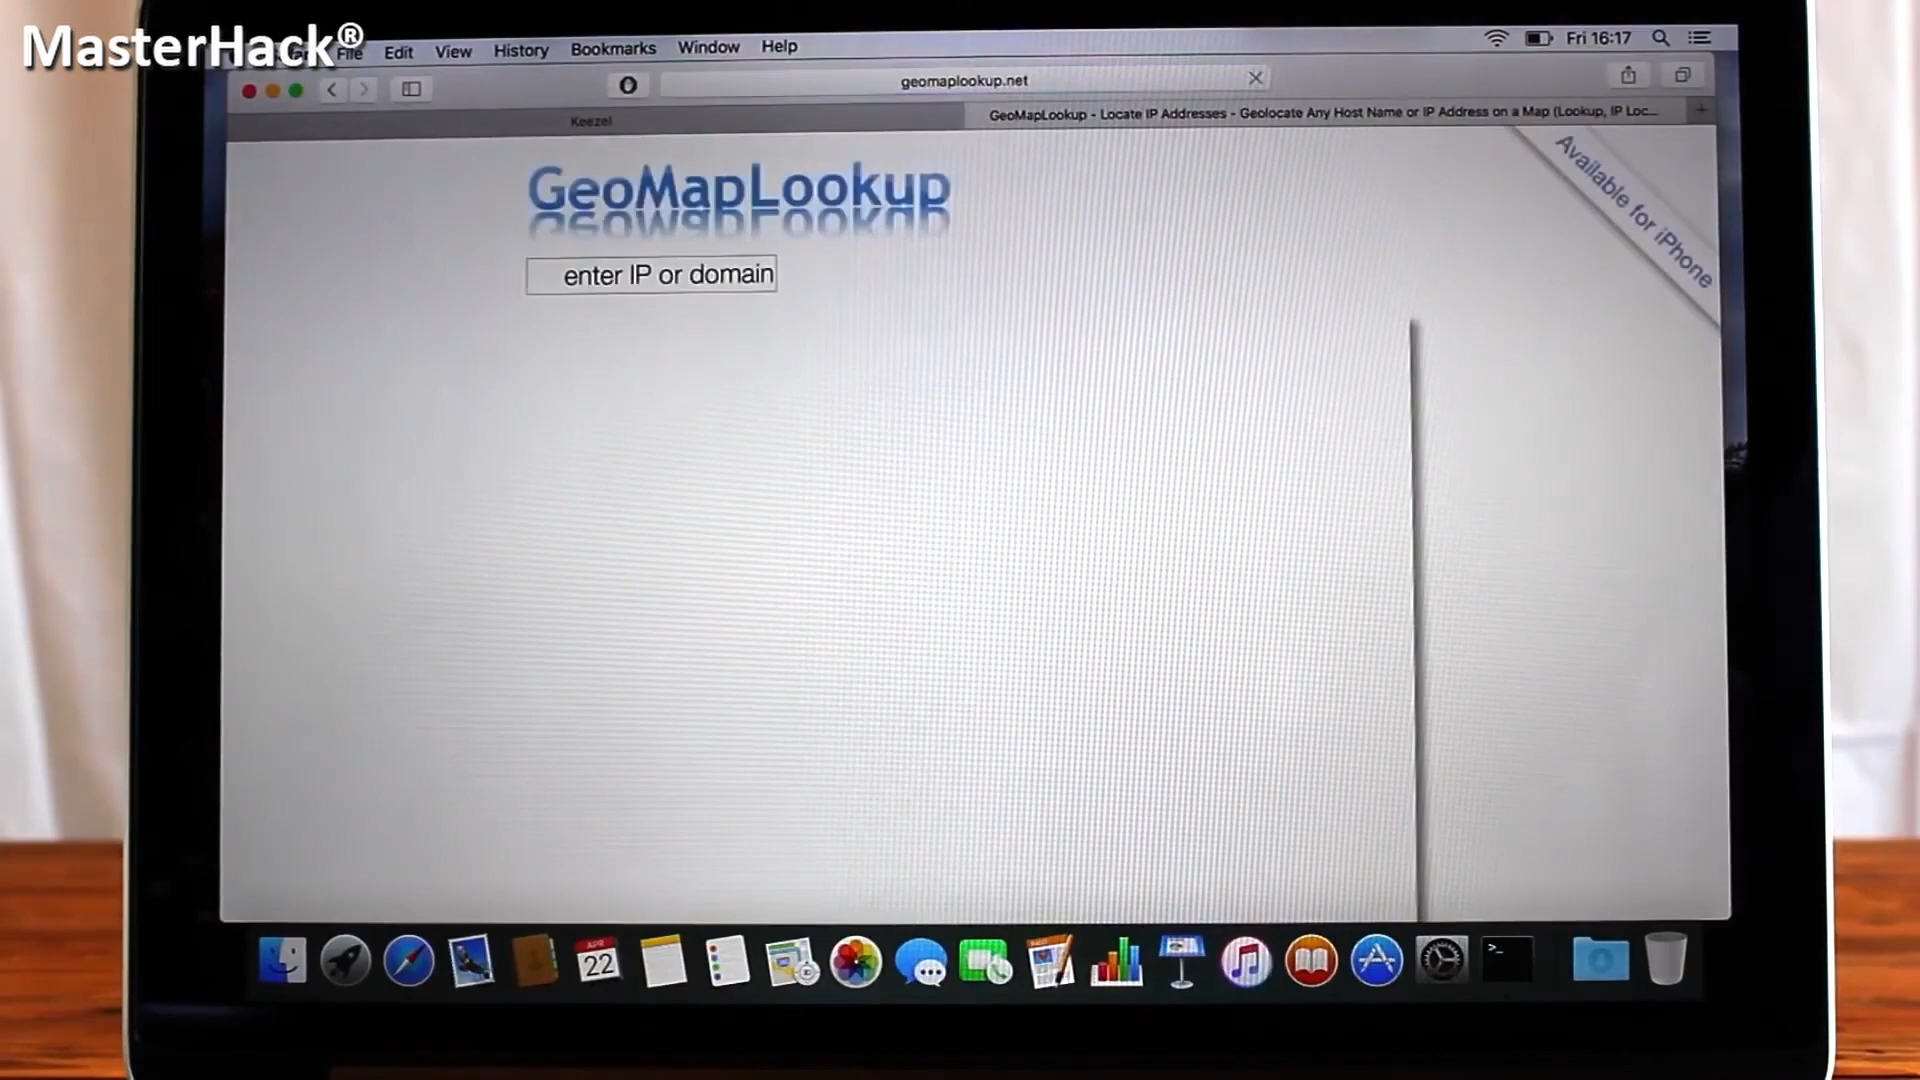 MasterHack®
File Edit View History Bookmarks Window Help
Fri 16:17
geomaplookup.net
Keezel
GeoMapLookup - Locate IP Addresses - Geolocate Any Host Name or IP Address on a Map (Lookup, IP Loc...
GeoMapLookup
Available for iPhone
enter IP or domain
APR
22